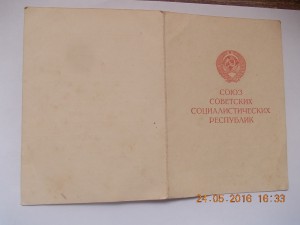 СОЮЗ
СОВЕТСКИХ
СОЦИАЛИСТИЧЕСКИХ
РЕСПУБЛИК
24-05-2016 16:33